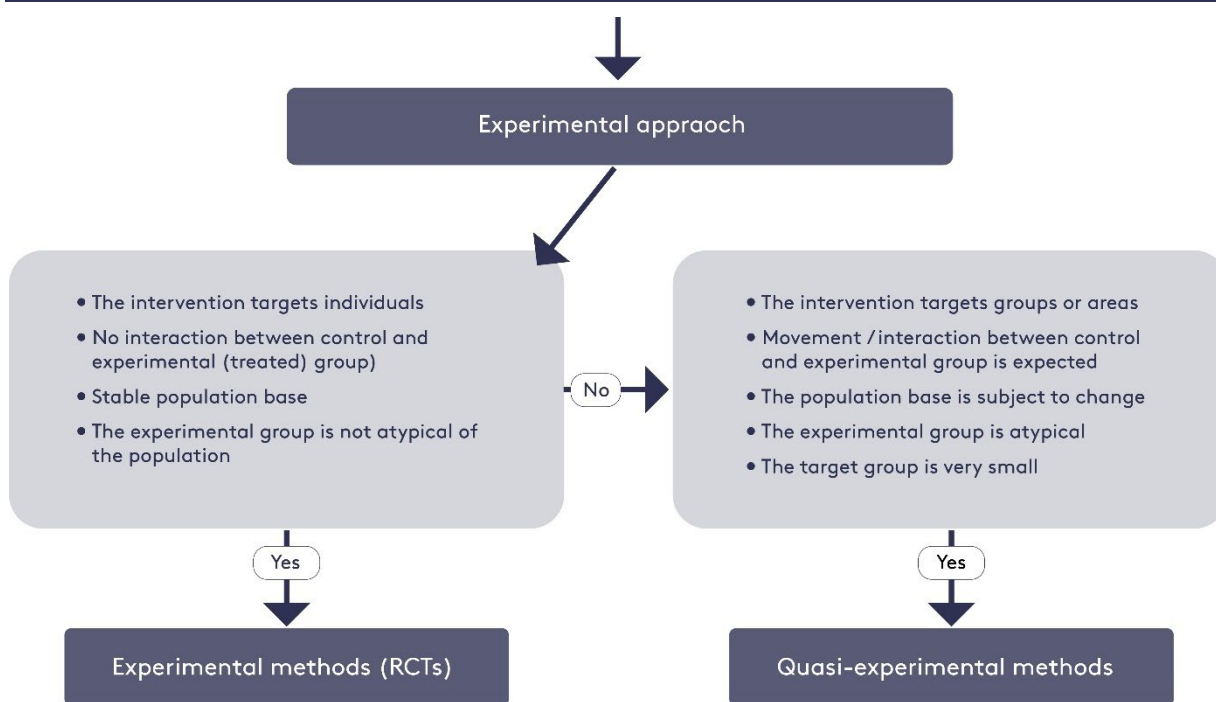 Experimental appraoch
• The intervention targets individuals
• No interaction between control and
experimental (treated) group)
• Stable population base
• The experimental group is not atypical of
the population
No
• The intervention targets groups or areas
• Movement / interaction between control
and experimental group is expected
• The population base is subject to change
• The experimental group is atypical
• The target group is very small
Yes
Yes
Experimental methods (RCTs)
Quasi-experimental methods